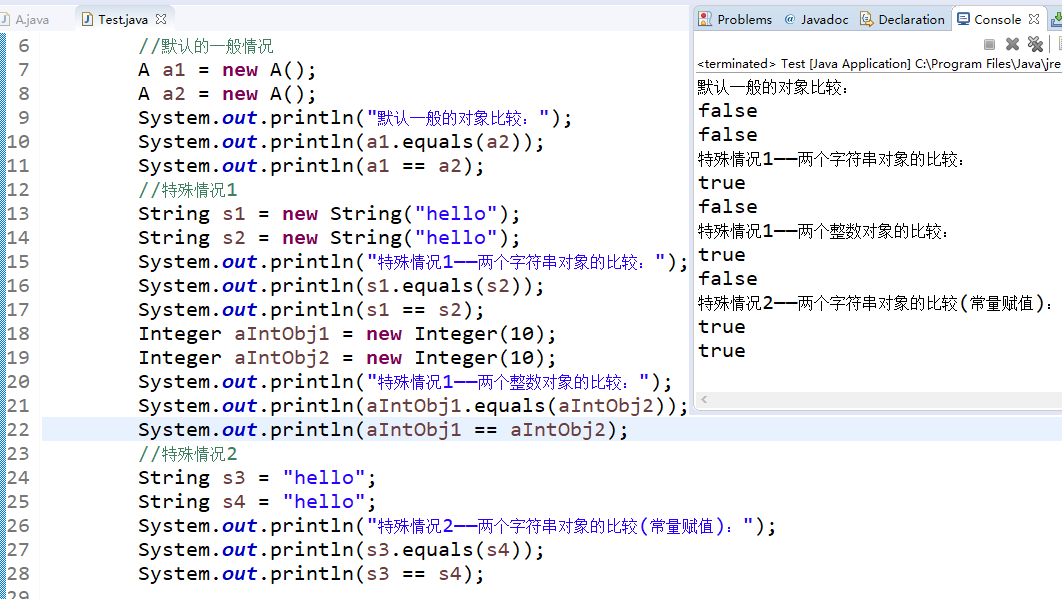 A.java
Test.java
6 //默认的一般情况
7 A a1 = new A();
8 A a2 = new A();
9 System.out.println("默认一般的对象比较：");
10 System.out.println(a1.equals(a2));
11 System.out.println(a1 == a2);
12 //特殊情况1
13 String s1 = new String("hello");
14 String s2 = new String("hello");
15 System.out.println("特殊情况1——两个字符串对象的比较：");
16 System.out.println(s1.equals(s2));
17 System.out.println(s1 == s2);
18 Integer aIntObj1 = new Integer(10);
19 Integer aIntObj2 = new Integer(10);
20 System.out.println("特殊情况1——两个整数对象的比较：");
21 System.out.println(aIntObj1.equals(aIntObj2));
22 System.out.println(aIntObj1 == aIntObj2);
23 //特殊情况2
24 String s3 = "hello";
25 String s4 = "hello";
26 System.out.println("特殊情况2——两个字符串对象的比较(常量赋值)：");
27 System.out.println(s3.equals(s4));
28 System.out.println(s3 == s4);
29
Problems @ Javadoc Declaration Console
<terminated> Test [Java Application] C:\Program Files\Java\jre
默认一般的对象比较：
false
false
特殊情况1——两个字符串对象的比较：
true
false
特殊情况1——两个整数对象的比较：
true
false
特殊情况2——两个字符串对象的比较(常量赋值)：
true
true